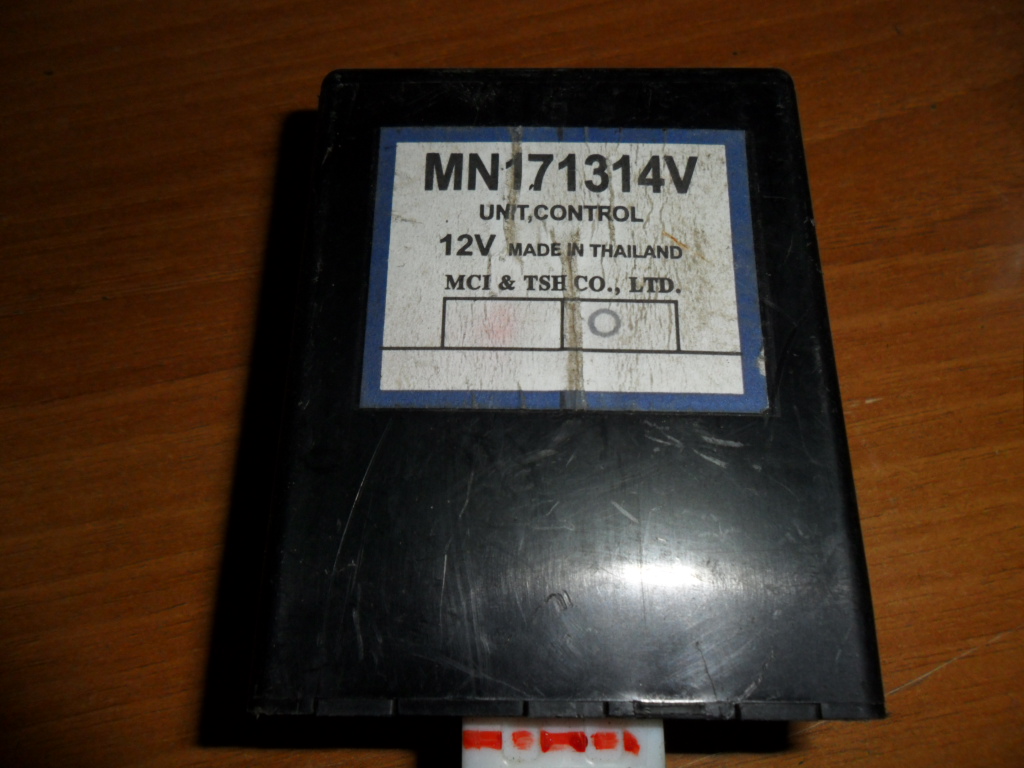 MN171314V
UNIT,CONTROL
12V MADE IN THAILAND
MCI & TSH CO., LTD.
O